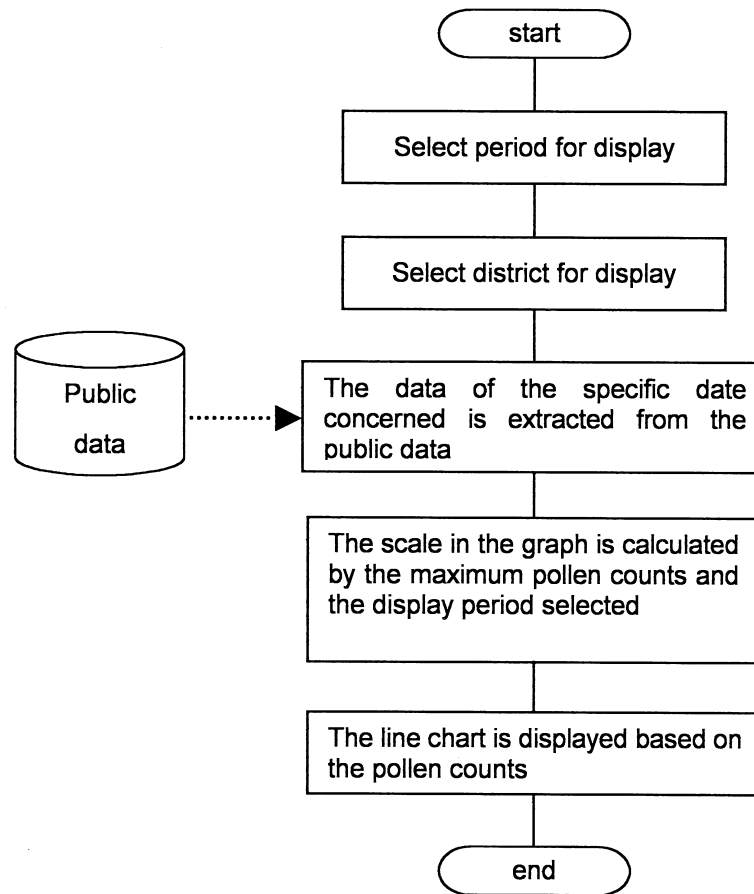 start
Select period for display
Select district for display
Public
data
The data of the specific date
concerned is extracted from the
public data
The scale in the graph is calculated
by the maximum pollen counts and
the display period selected
The line chart is displayed based on
the pollen counts
end